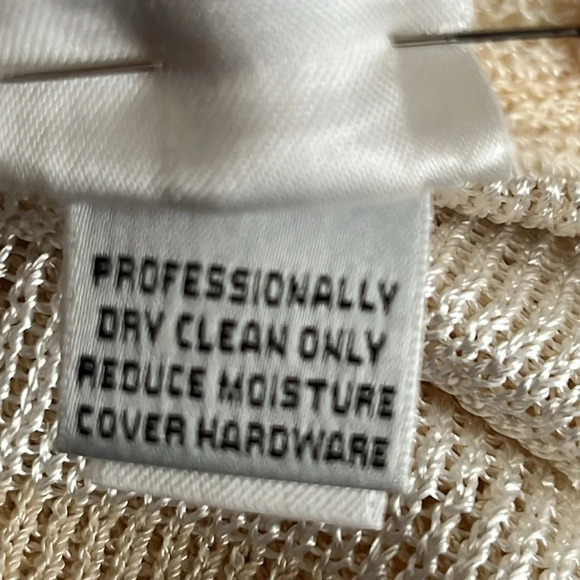 PROFESSIONALLY
DRY CLEAN ONLY
REDUCE MOISTURE
COVER HARDWARE